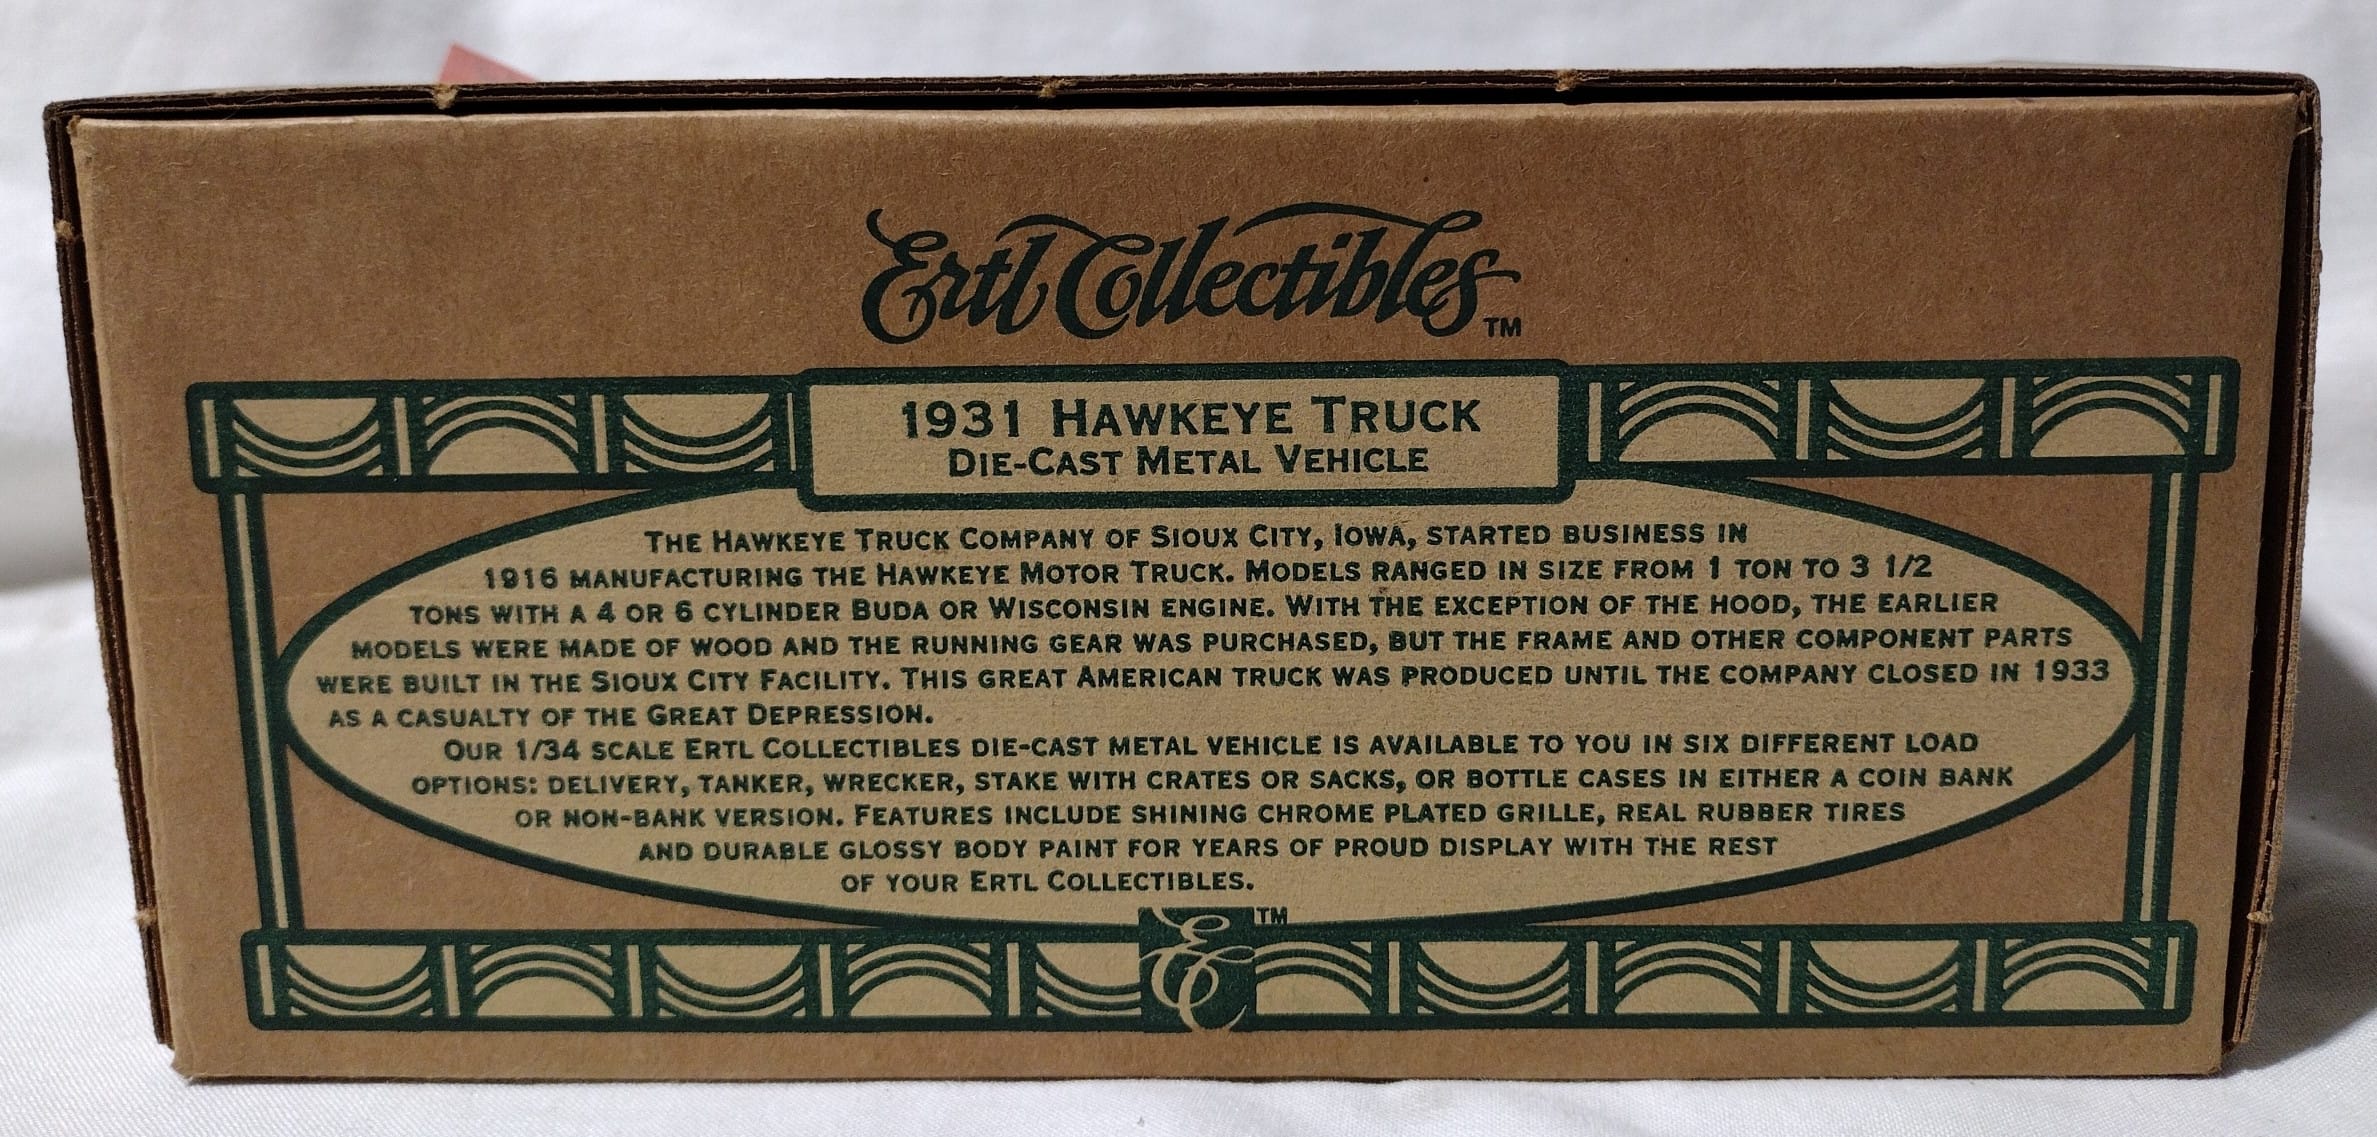 Ertl Collectibles™
1931 HAWKEYE TRUCK
DIE-CAST METAL VEHICLE
THE HAWKEYE TRUCK COMPANY OF SIOUX CITY, IOWA, STARTED BUSINESS IN
1916 MANUFACTURING THE HAWKEYE MOTOR TRUCK. MODELS RANGED IN SIZE FROM 1 TON TO 3 1/2
TONS WITH A 4 OR 6 CYLINDER BUDA OR WISCONSIN ENGINE. WITH THE EXCEPTION OF THE HOOD, THE EARLIER
MODELS WERE MADE OF WOOD AND THE RUNNING GEAR WAS PURCHASED, BUT THE FRAME AND OTHER COMPONENT PARTS
WERE BUILT IN THE SIOUX CITY FACILITY. THIS GREAT AMERICAN TRUCK WAS PRODUCED UNTIL THE COMPANY CLOSED IN 1933
AS A CASUALTY OF THE GREAT DEPRESSION.
OUR 1/34 SCALE ERTL COLLECTIBLES DIE-CAST METAL VEHICLE IS AVAILABLE TO YOU IN SIX DIFFERENT LOAD
OPTIONS: DELIVERY, TANKER, WRECKER, STAKE WITH CRATES OR SACKS, OR BOTTLE CASES IN EITHER A COIN BANK
OR NON-BANK VERSION. FEATURES INCLUDE SHINING CHROME PLATED GRILLE, REAL RUBBER TIRES
AND DURABLE GLOSSY BODY PAINT FOR YEARS OF PROUD DISPLAY WITH THE REST
OF YOUR ERTL COLLECTIBLES.
EC™